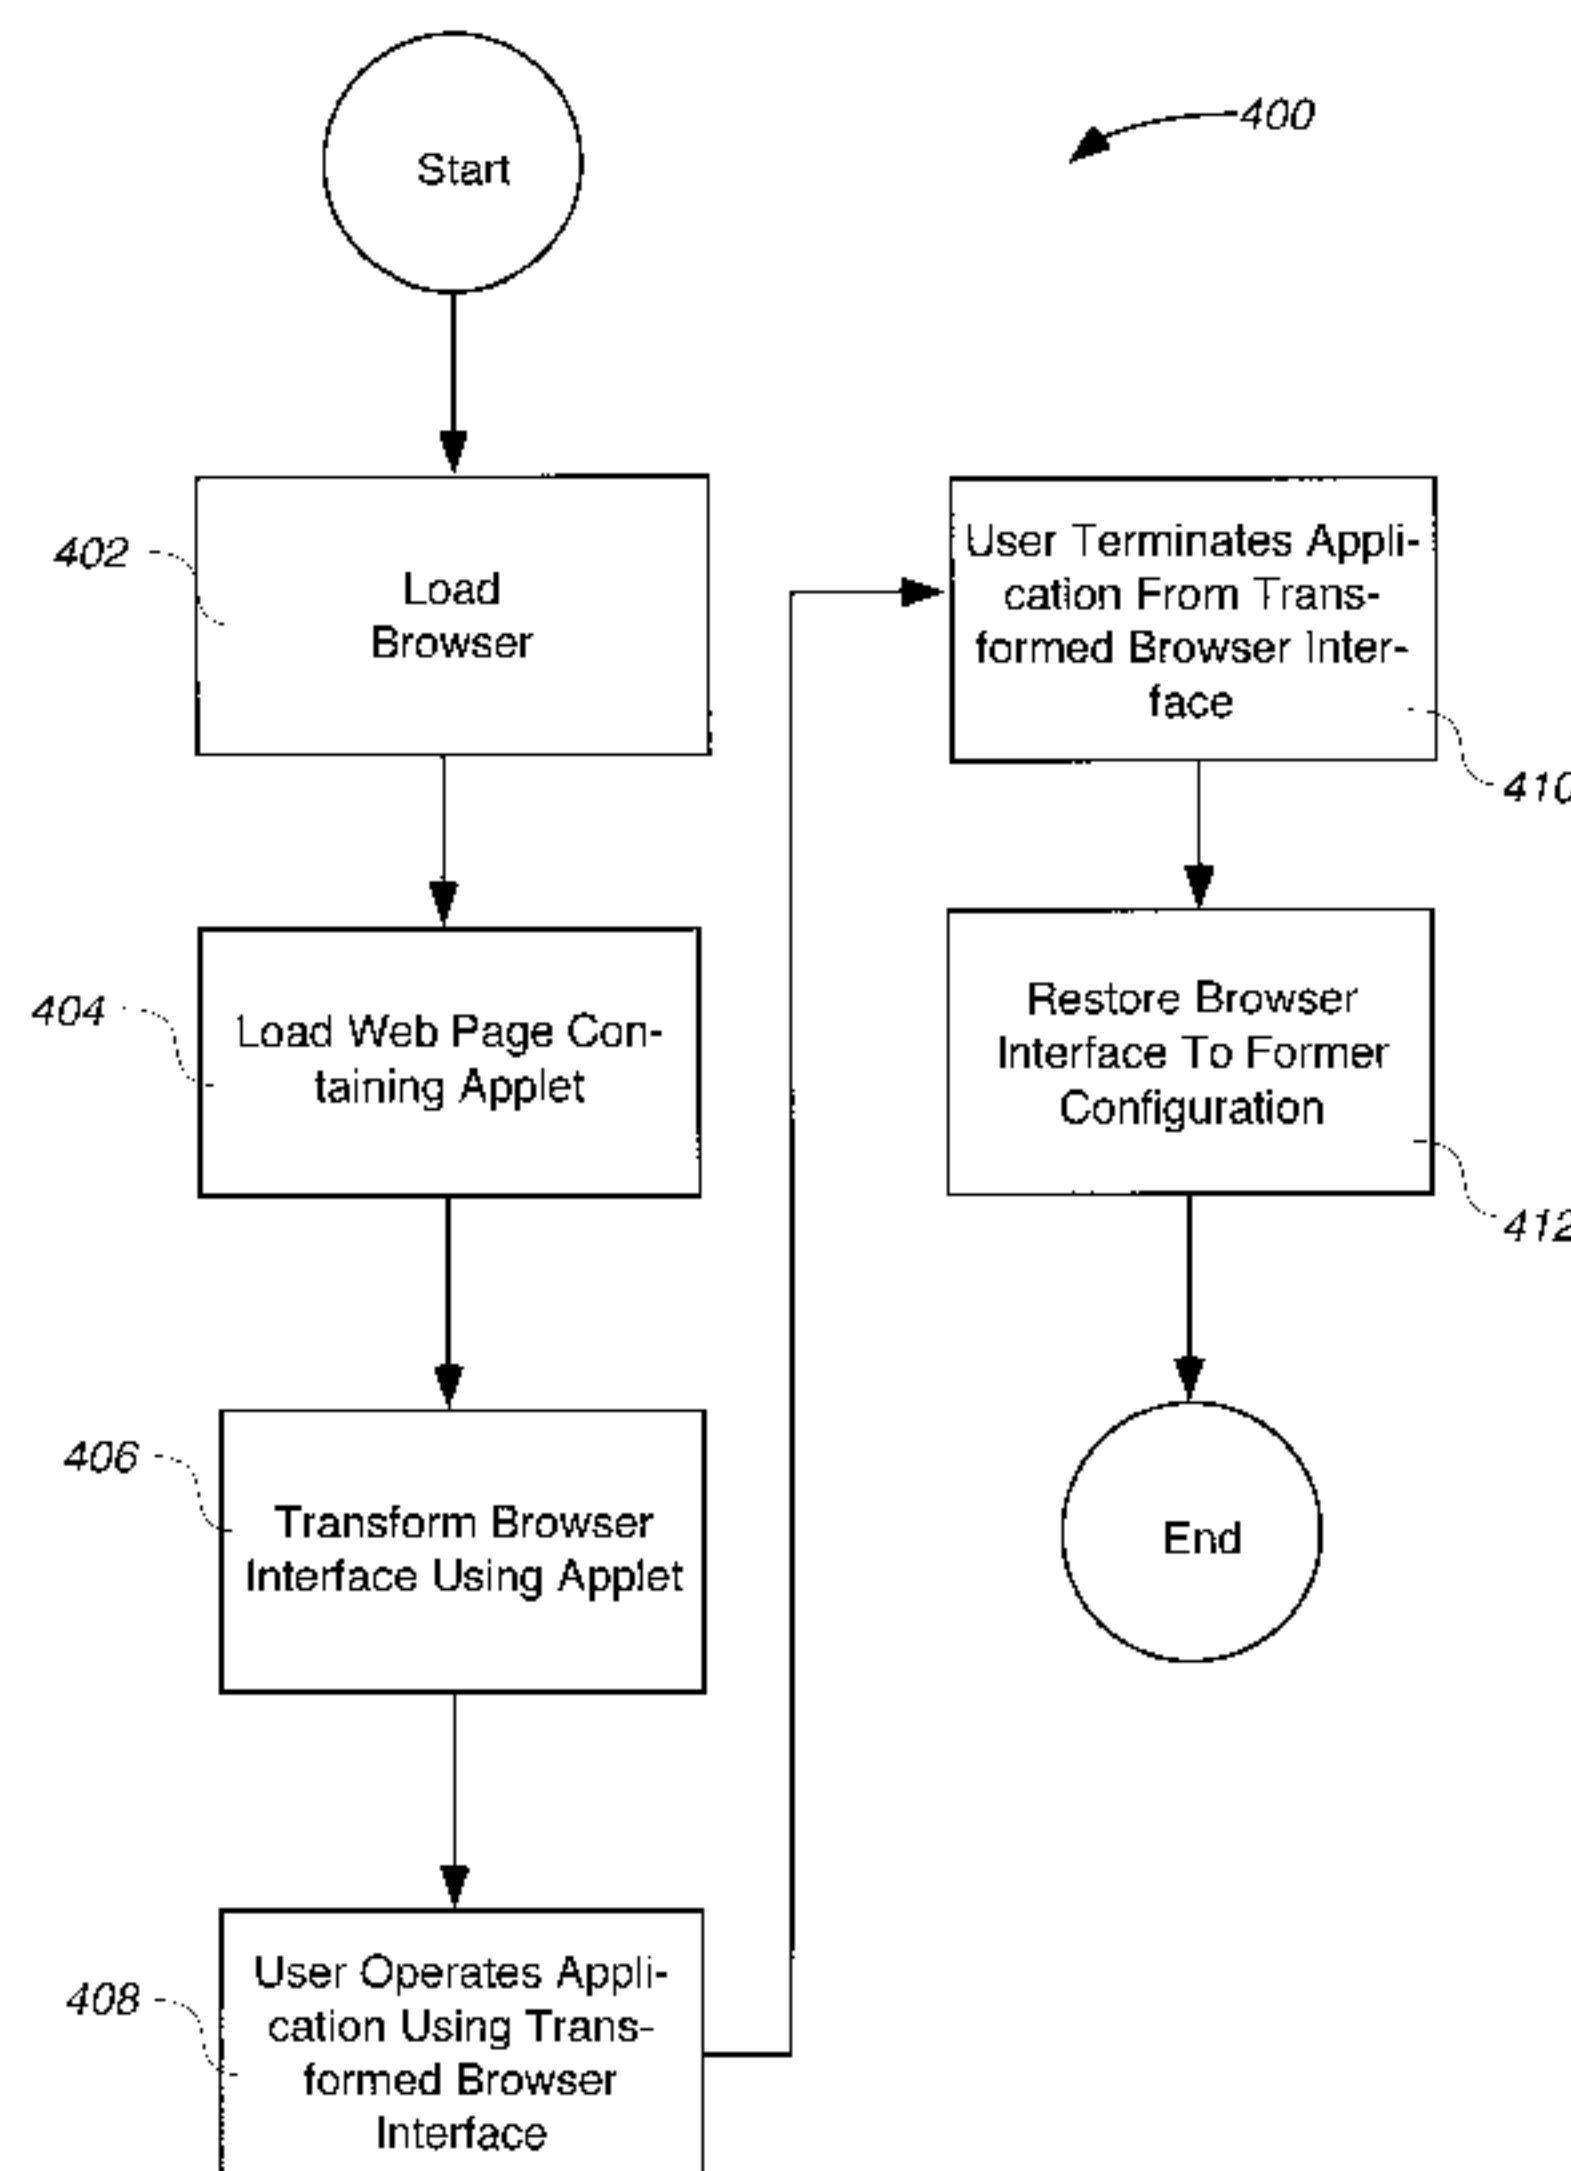 Start
400
402
Load
Browser
404
Load Web Page Con-
taining Applet
406
Transform Browser
Interface Using Applet
408
User Operates Appli-
cation Using Trans-
formed Browser
Interface
User Terminates Appli-
cation From Trans-
formed Browser Inter-
face
410
Restore Browser
Interface To Former
Configuration
412
End